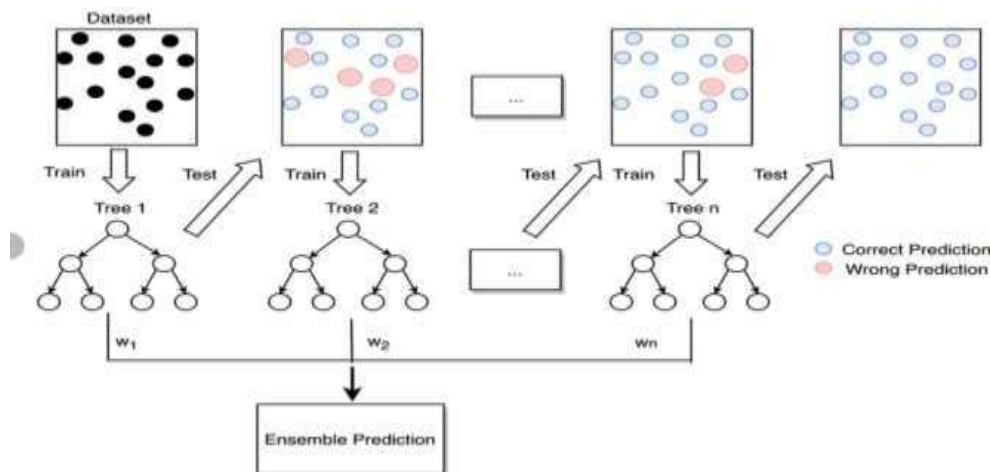 Dataset
...
Train
Test
Train
Test
Train
Test
Tree 1
Tree 2
Tree n
...
Correct Prediction
Wrong Prediction
w1
w2
wn
Ensemble Prediction